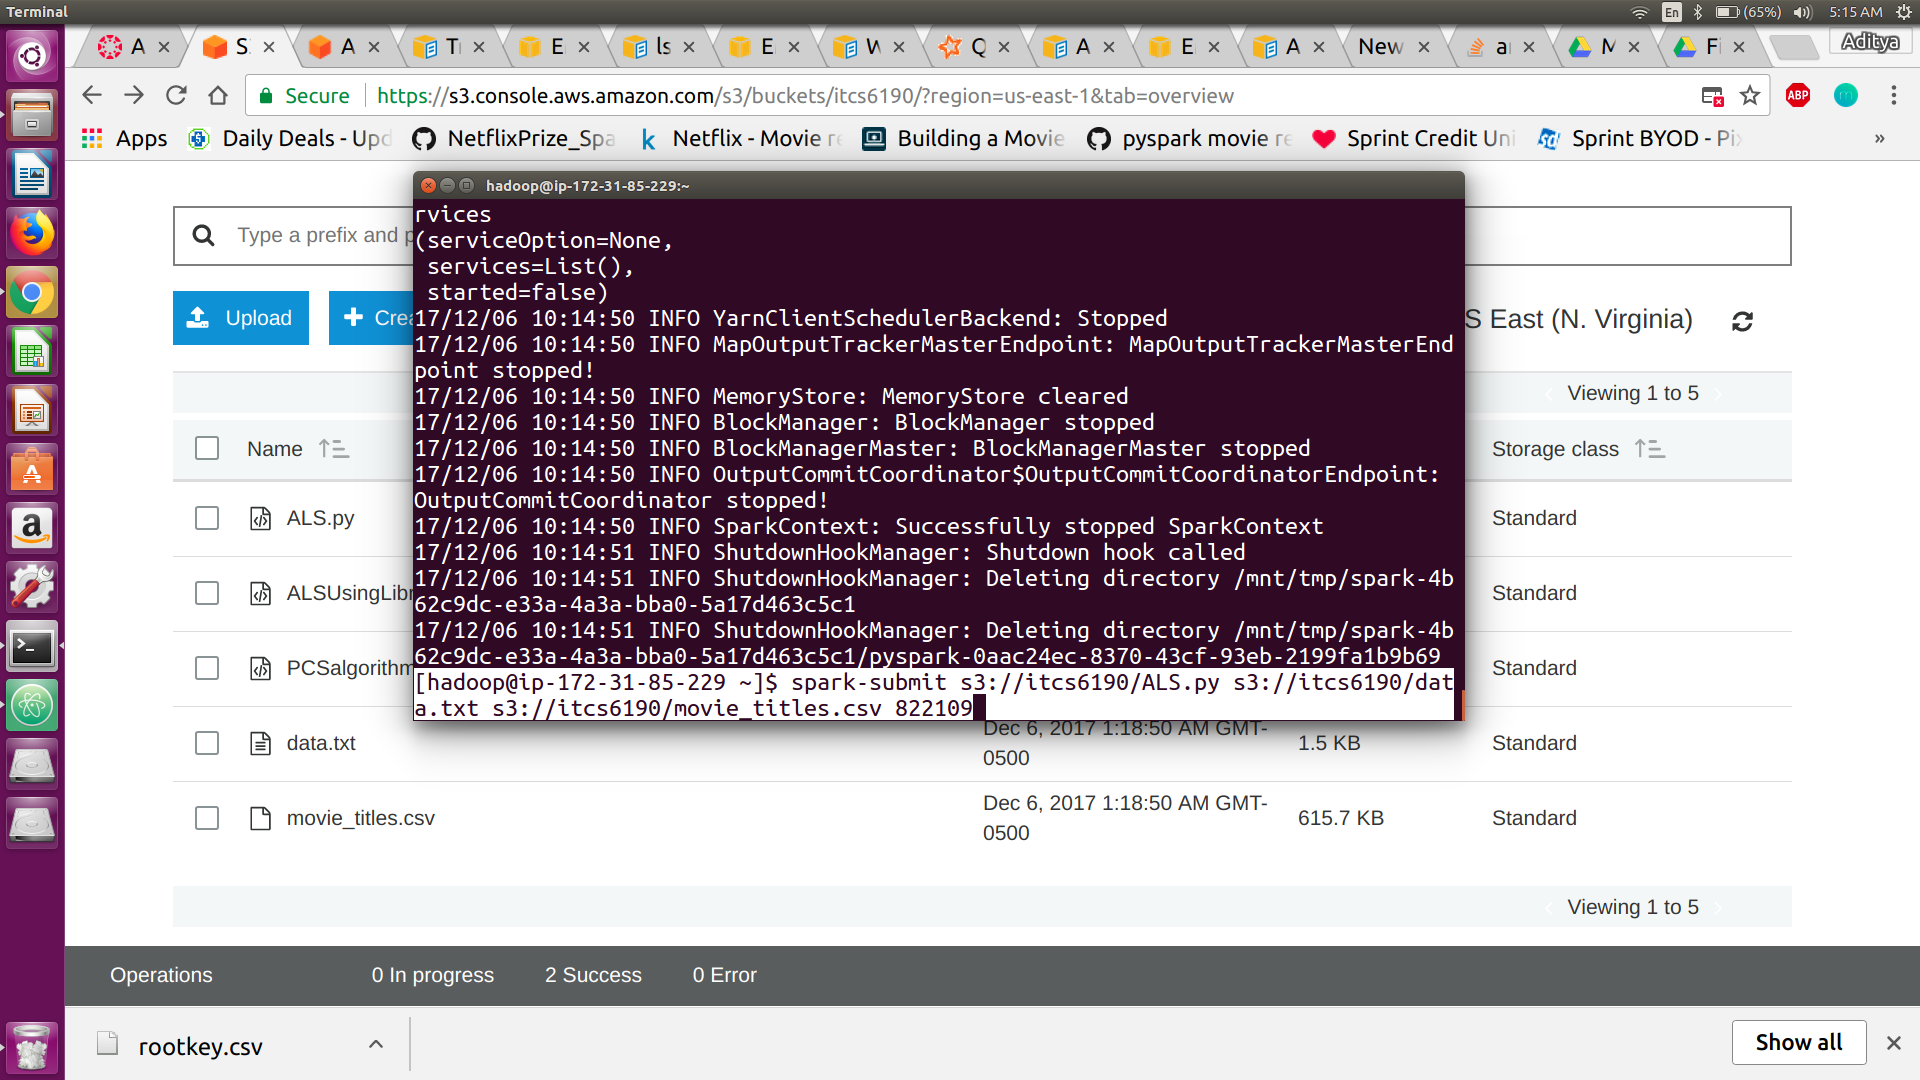 Terminal
En
(65%)
5:15 AM
A
S
A
T
E
ls
E
W
Q
A
E
A
New
a
M
Fi
Aditya
Secure
https://s3.console.aws.amazon.com/s3/buckets/itcs6190/?region=us-east-1&tab=overview
ABP
Apps
Daily Deals - Upd
NetflixPrize_Spa
k
Netflix - Movie re
Building a Movie
pyspark movie re
Sprint Credit Uni
Sprint BYOD - Pix
»
hadoop@ip-172-31-85-229:~
Type a prefix and p
Upload
Crea
S East (N. Virginia)
Viewing 1 to 5
Name
Storage class
ALS.py
Standard
ALSUsingLibr
Standard
PCSalgorithm
Standard
rvices
(serviceOption=None,
services=List(),
started=false)
17/12/06 10:14:50 INFO YarnClientSchedulerBackend: Stopped
17/12/06 10:14:50 INFO MapOutputTrackerMasterEndpoint: MapOutputTrackerMasterEnd
point stopped!
17/12/06 10:14:50 INFO MemoryStore: MemoryStore cleared
17/12/06 10:14:50 INFO BlockManager: BlockManager stopped
17/12/06 10:14:50 INFO BlockManagerMaster: BlockManagerMaster stopped
17/12/06 10:14:50 INFO OutputCommitCoordinator$OutputCommitCoordinatorEndpoint:
OutputCommitCoordinator stopped!
17/12/06 10:14:50 INFO SparkContext: Successfully stopped SparkContext
17/12/06 10:14:51 INFO ShutdownHookManager: Shutdown hook called
17/12/06 10:14:51 INFO ShutdownHookManager: Deleting directory /mnt/tmp/spark-4b
62c9dc-e33a-4a3a-bba0-5a17d463c5c1
17/12/06 10:14:51 INFO ShutdownHookManager: Deleting directory /mnt/tmp/spark-4b
62c9dc-e33a-4a3a-bba0-5a17d463c5c1/pyspark-0aac24ec-8370-43cf-93eb-2199fa1b9b69
[hadoop@ip-172-31-85-229 ~]$ spark-submit s3://itcs6190/ALS.py s3://itcs6190/dat
a.txt s3://itcs6190/movie_titles.csv 822109
data.txt
Dec 6, 2017 1:18:50 AM GMT-
0500
1.5 KB
Standard
movie_titles.csv
Dec 6, 2017 1:18:50 AM GMT-
0500
615.7 KB
Standard
Viewing 1 to 5
Operations
0 In progress
2 Success
0 Error
rootkey.csv
Show all